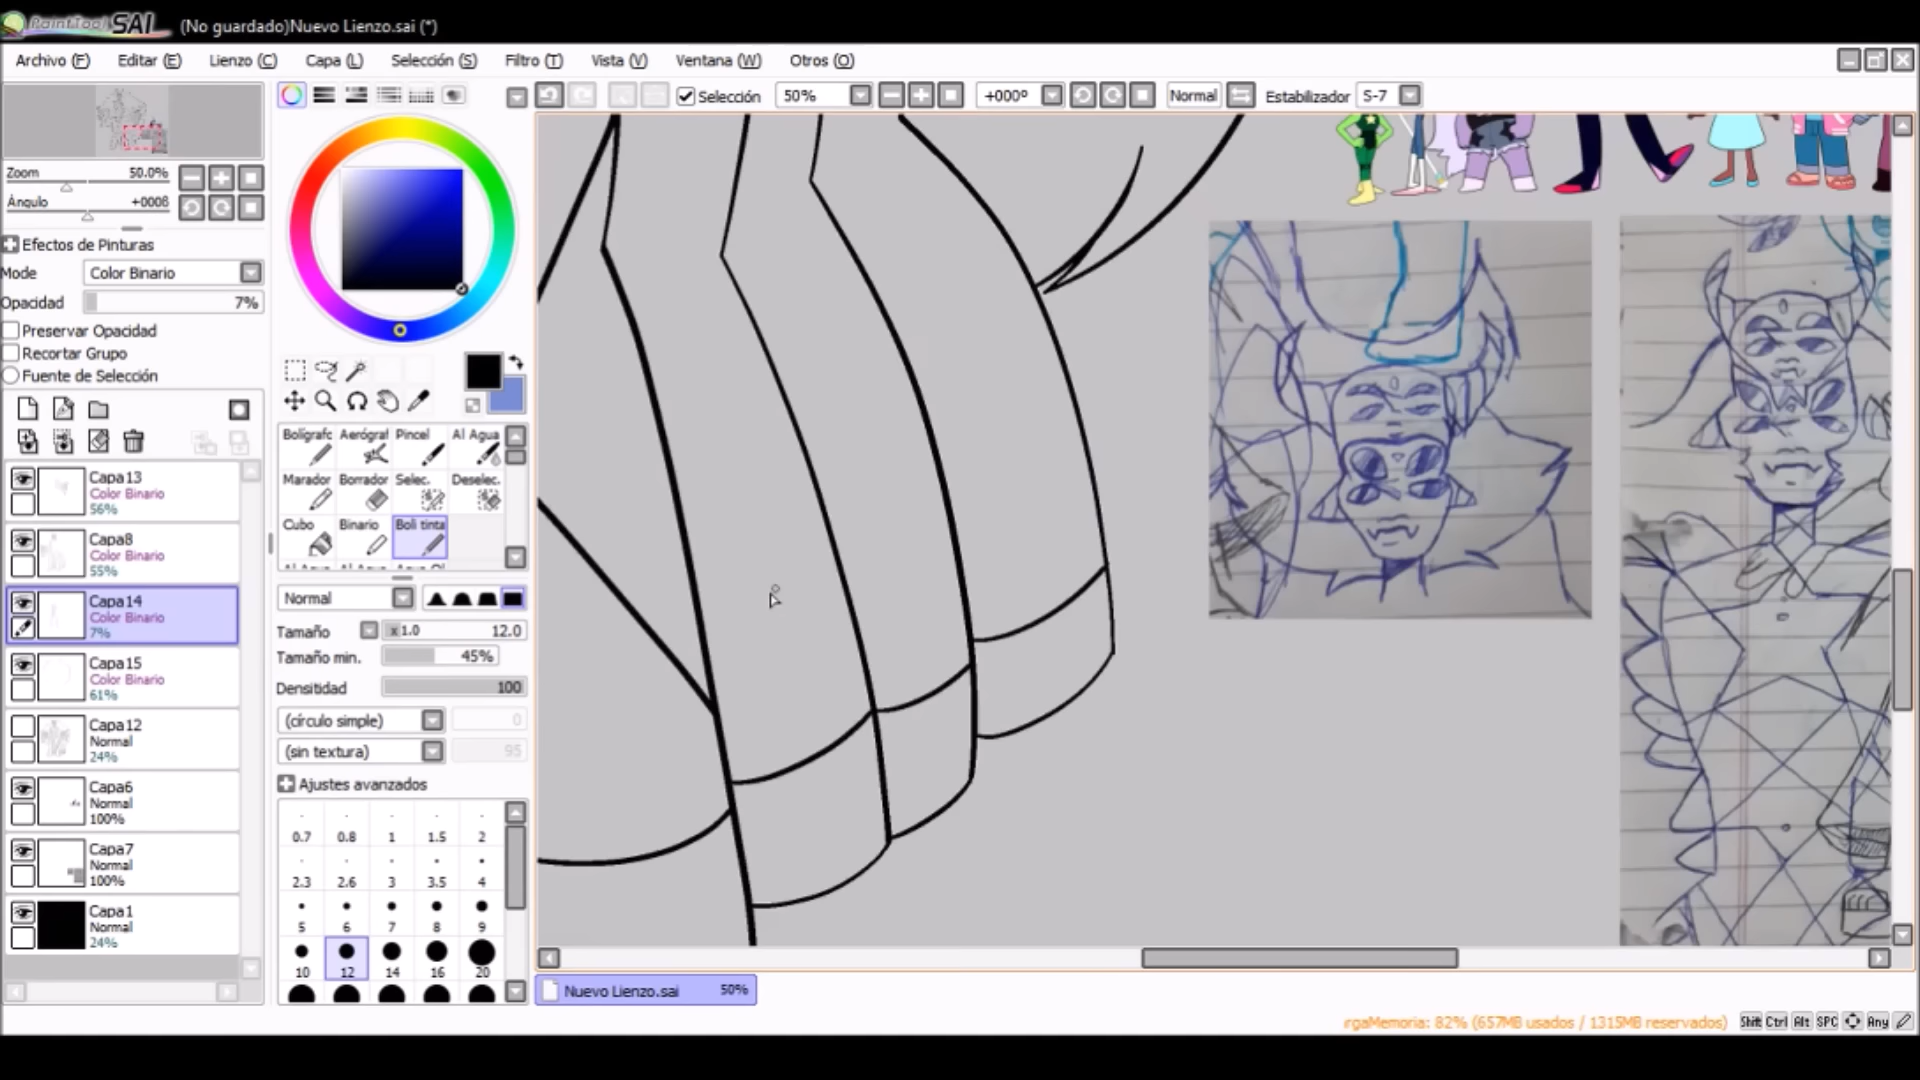 PaintTool SAI (No guardado)Nuevo Lienzo.sai (*)
Archivo (F) Editar (E) Lienzo (C) Capa (L) Selección (S) Filtro (T) Vista (V) Ventana (W) Otros (O)
Selección 50% +000º Normal Estabilizador S-7
Zoom 50.0%
Ángulo +000ß
Efectos de Pinturas
Mode Color Binario
Opacidad 7%
Preservar Opacidad
Recortar Grupo
Fuente de Selección
Capa13
Color Binario
56%
Capa8
Color Binario
55%
Capa14
Color Binario
7%
Capa15
Color Binario
61%
Capa12
Normal
24%
Capa6
Normal
100%
Capa7
Normal
100%
Capa1
Normal
24%
Bolígrafc Aerógraf Pincel Al Agua
Marador Borrador Selec. Deselec.
Cubo Binario Boli tinta
Normal
Tamaño x1.0 12.0
Tamaño min. 45%
Densitidad 100
(círculo simple) 0
(sin textura) 95
Ajustes avanzados
0.7 0.8 1 1.5 2
2.3 2.6 3 3.5 4
5 6 7 8 9
10 12 14 16 20
Nuevo Lienzo.sai 50%
rgaMemoria: 82% (657MB usados / 1315MB reservados) Shift Ctrl Alt SPC Any